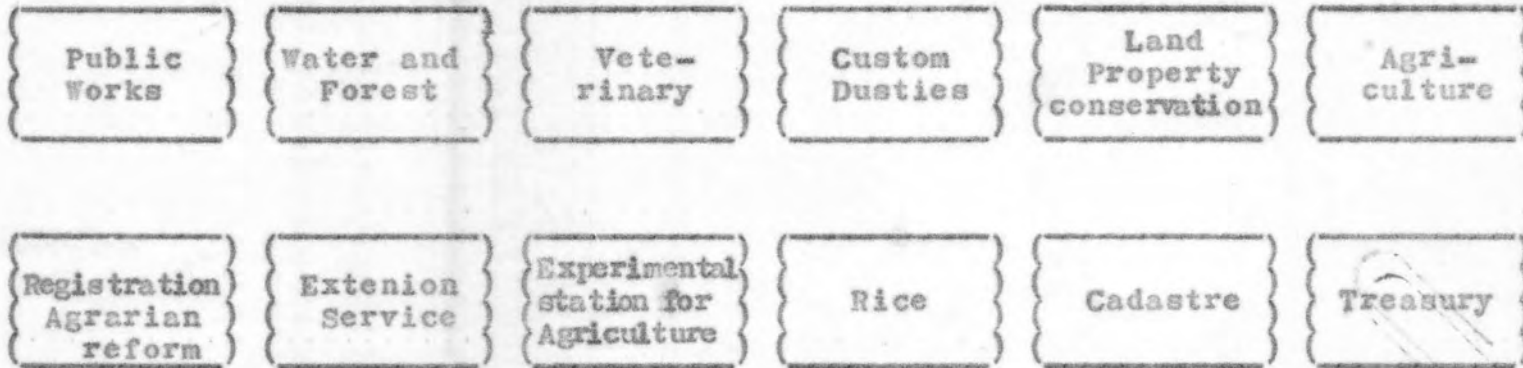 Public
Works
Water and
Forest
Vete-
rinary
Custom
Dusties
Land
Property
conservation
Agri-
culture
Registration
Agrarian
reform
Extenion
Service
Experimental
station for
Agriculture
Rice
Cadastre
Treasury